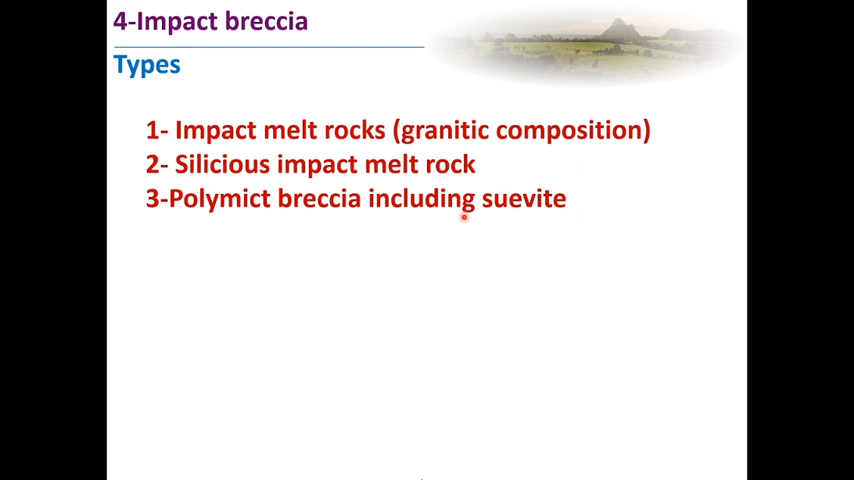 4-Impact breccia
Types
1- Impact melt rocks (granitic composition)
2- Silicious impact melt rock
3-Polymict breccia including suevite